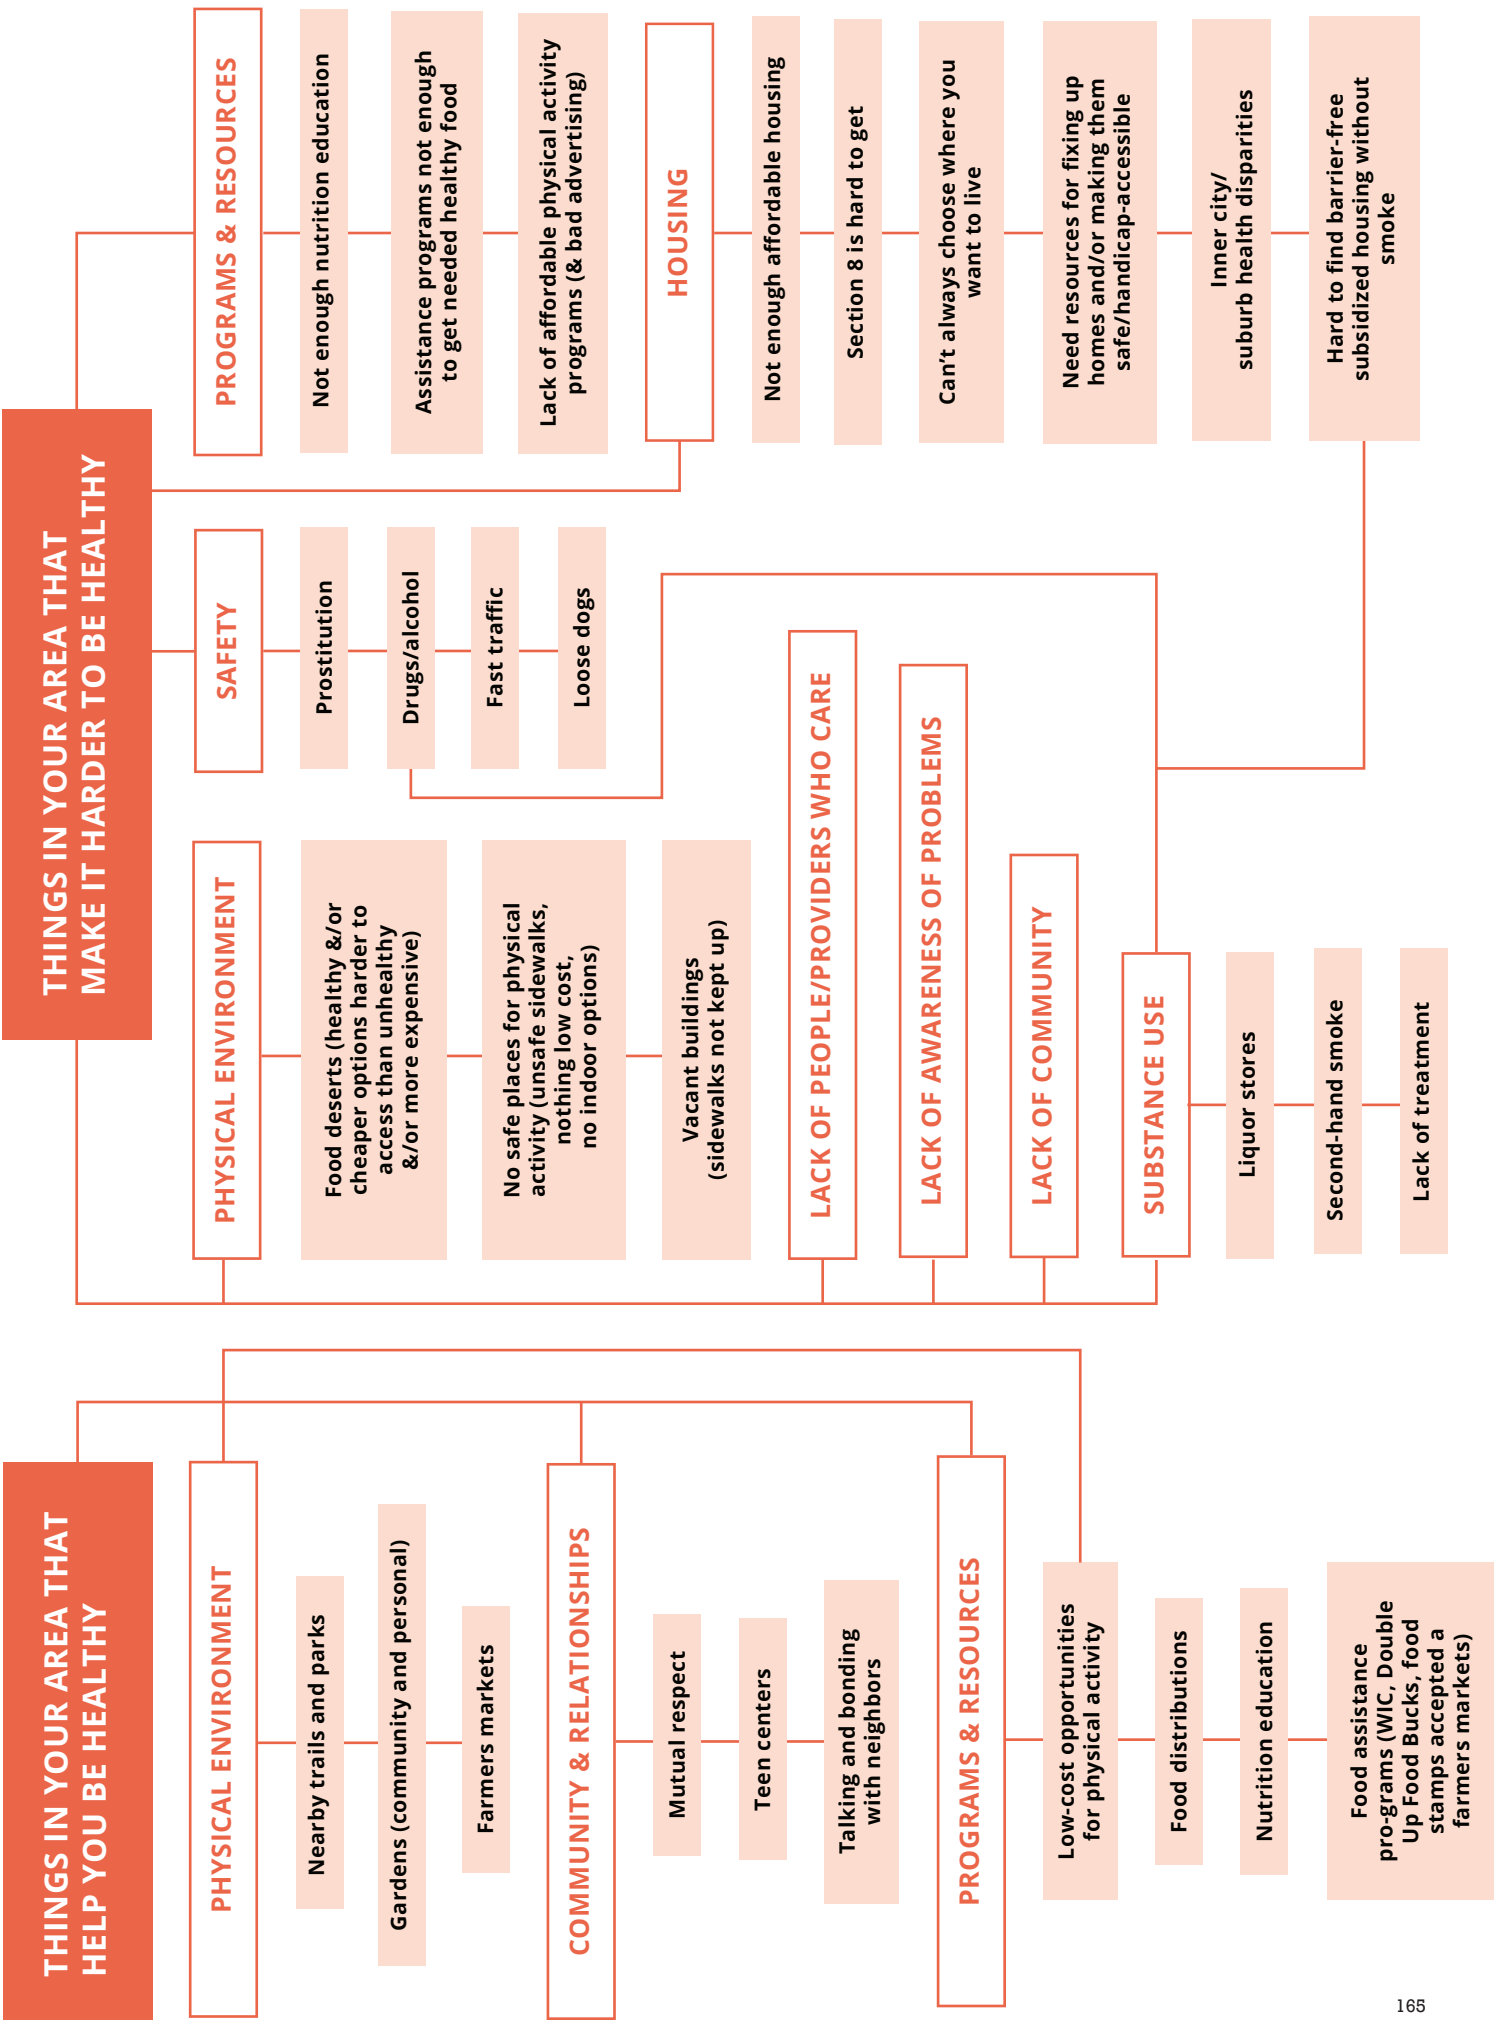 THINGS IN YOUR AREA THAT
HELP YOU BE HEALTHY
PHYSICAL ENVIRONMENT
Nearby trails and parks
Gardens (community and personal)
Farmers markets
COMMUNITY & RELATIONSHIPS
Mutual respect
Teen centers
Talking and bonding
with neighbors
PROGRAMS & RESOURCES
Low-cost opportunities
for physical activity
Food distributions
Nutrition education
Food assistance
pro-grams (WIC, Double
Up Food Bucks, food
stamps accepted a
farmers markets)
THINGS IN YOUR AREA THAT
MAKE IT HARDER TO BE HEALTHY
PHYSICAL ENVIRONMENT
Food deserts (healthy &/or
cheaper options harder to
access than unhealthy
&/or more expensive)
No safe places for physical
activity (unsafe sidewalks,
nothing low cost,
no indoor options)
Vacant buildings
(sidewalks not kept up)
LACK OF PEOPLE/PROVIDERS WHO CARE
LACK OF AWARENESS OF PROBLEMS
LACK OF COMMUNITY
SUBSTANCE USE
Liquor stores
Second-hand smoke
Lack of treatment
SAFETY
Prostitution
Drugs/alcohol
Fast traffic
Loose dogs
PROGRAMS & RESOURCES
Not enough nutrition education
Assistance programs not enough
to get needed healthy food
Lack of affordable physical activity
programs (& bad advertising)
HOUSING
Not enough affordable housing
Section 8 is hard to get
Can't always choose where you
want to live
Need resources for fixing up
homes and/or making them
safe/handicap-acccessible
Inner city/
suburb health disparities
Hard to find barrier-free
subsidized housing without
smoke
165